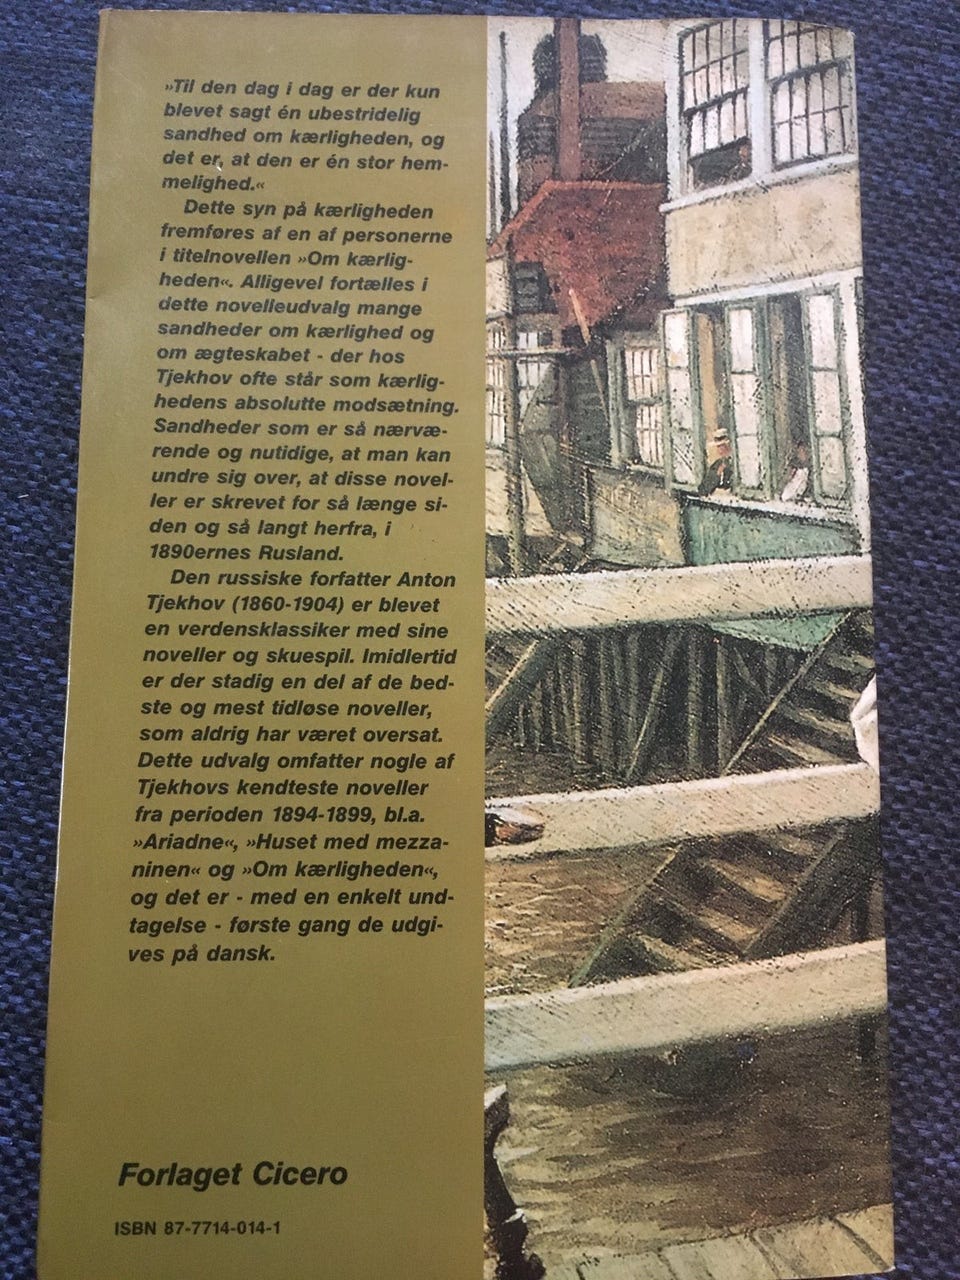 »Til den dag i dag er der kun
blevet sagt én ubestridelig
sandhed om kærligheden, og
det er, at den er én stor hem-
melighed.«
Dette syn på kærligheden
fremføres af en af personerne
i titelnovellen »Om kærlig-
heden«. Alligevel fortælles i
dette novelleudvalg mange
sandheder om kærlighed og
om ægteskabet - der hos
Tjekhov ofte står som kærlig-
hedens absolutte modsætning.
Sandheder som er så nærvæ-
rende og nutidige, at man kan
undre sig over, at disse novel-
ler er skrevet for så længe si-
den og så langt herfra, i
1890ernes Rusland.
Den russiske forfatter Anton
Tjekhov (1860-1904) er blevet
en verdensklassiker med sine
noveller og skuespil. Imidlertid
er der stadig en del af de bed-
ste og mest tidløse noveller,
som aldrig har været oversat.
Dette udvalg omfatter nogle af
Tjekhovs kendteste noveller
fra perioden 1894-1899, bl.a.
»Ariadne«, »Huset med mezza-
ninen« og »Om kærligheden«,
og det er - med en enkelt und-
tagelse - første gang de udgi-
ves på dansk.
Forlaget Cicero
ISBN 87-7714-014-1